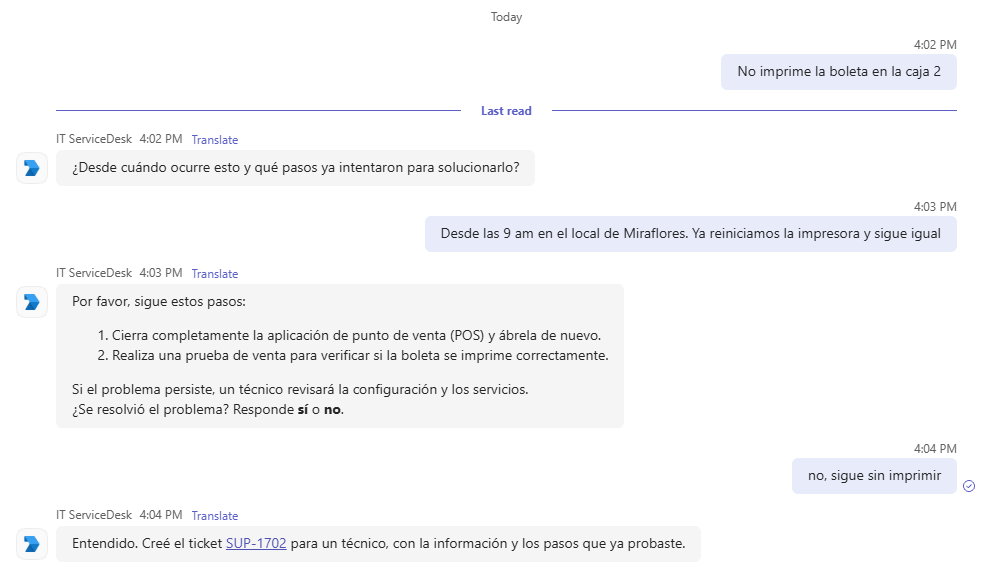 Today
4:02 PM
No imprime la boleta en la caja 2
Last read
IT ServiceDesk 4:02 PM Translate
¿Desde cuándo ocurre esto y qué pasos ya intentaron para solucionarlo?
4:03 PM
Desde las 9 am en el local de Miraflores. Ya reiniciamos la impresora y sigue igual
IT ServiceDesk 4:03 PM Translate
Por favor, sigue estos pasos:
1. Cierra completamente la aplicación de punto de venta (POS) y ábrela de nuevo.
2. Realiza una prueba de venta para verificar si la boleta se imprime correctamente.
Si el problema persiste, un técnico revisará la configuración y los servicios.
¿Se resolvió el problema? Responde sí o no.
4:04 PM
no, sigue sin imprimir
IT ServiceDesk 4:04 PM Translate
Entendido. Creé el ticket SUP-1702 para un técnico, con la información y los pasos que ya probaste.